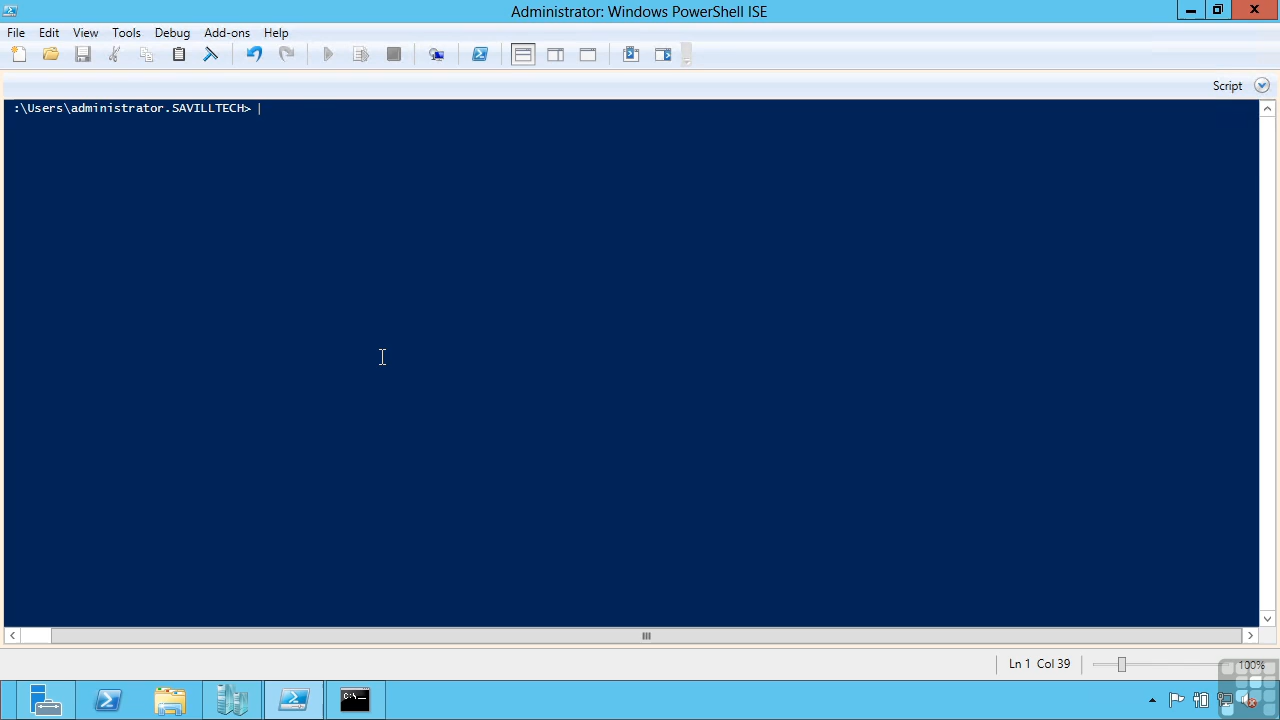 Administrator: Windows PowerShell ISE
File Edit View Tools Debug Add-ons Help
Script
:\Users\administrator.SAVILLTECH>
Ln 1 Col 39
100%
C:\